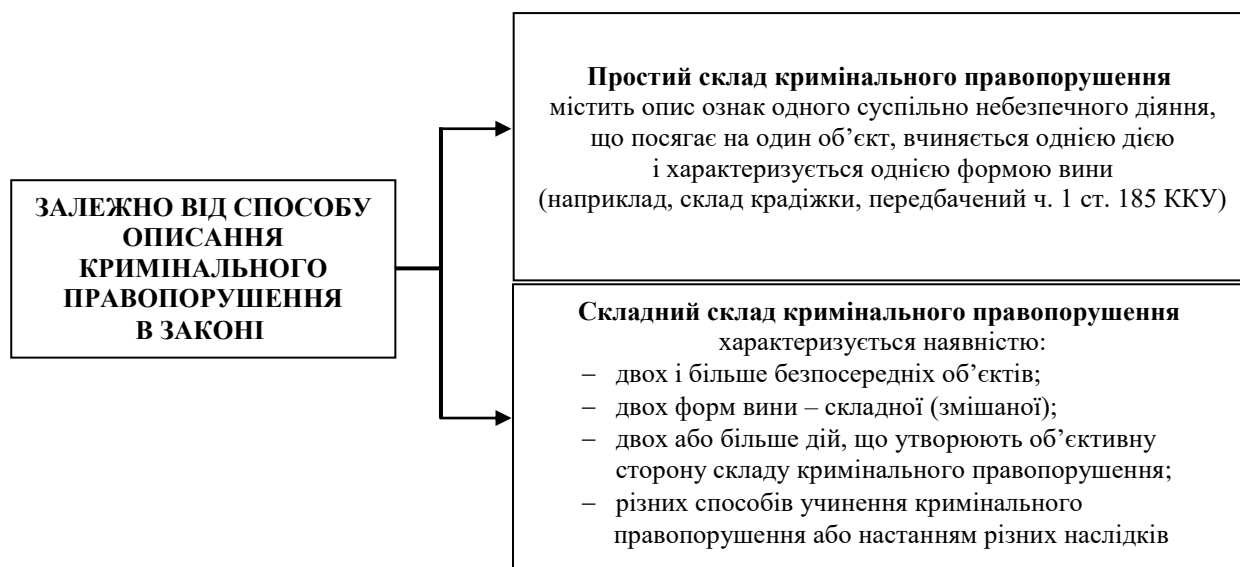 ЗАЛЕЖНО ВІД СПОСОБУ
ОПИСАННЯ
КРИМІНАЛЬНОГО
ПРАВОПОРУШЕННЯ
В ЗАКОНІ
Простий склад кримінального правопорушення
містить опис ознак одного суспільно небезпечного діяння,
що посягає на один об’єкт, вчиняється однією дією
і характеризується однією формою вини
(наприклад, склад крадіжки, передбачений ч. 1 ст. 185 ККУ)
Складний склад кримінального правопорушення
характеризується наявністю:
– двох і більше безпосередніх об’єктів;
– двох форм вини – складної (змішаної);
– двох або більше дій, що утворюють об’єктивну
сторону складу кримінального правопорушення;
– різних способів учинення кримінального
правопорушення або настанням різних наслідків